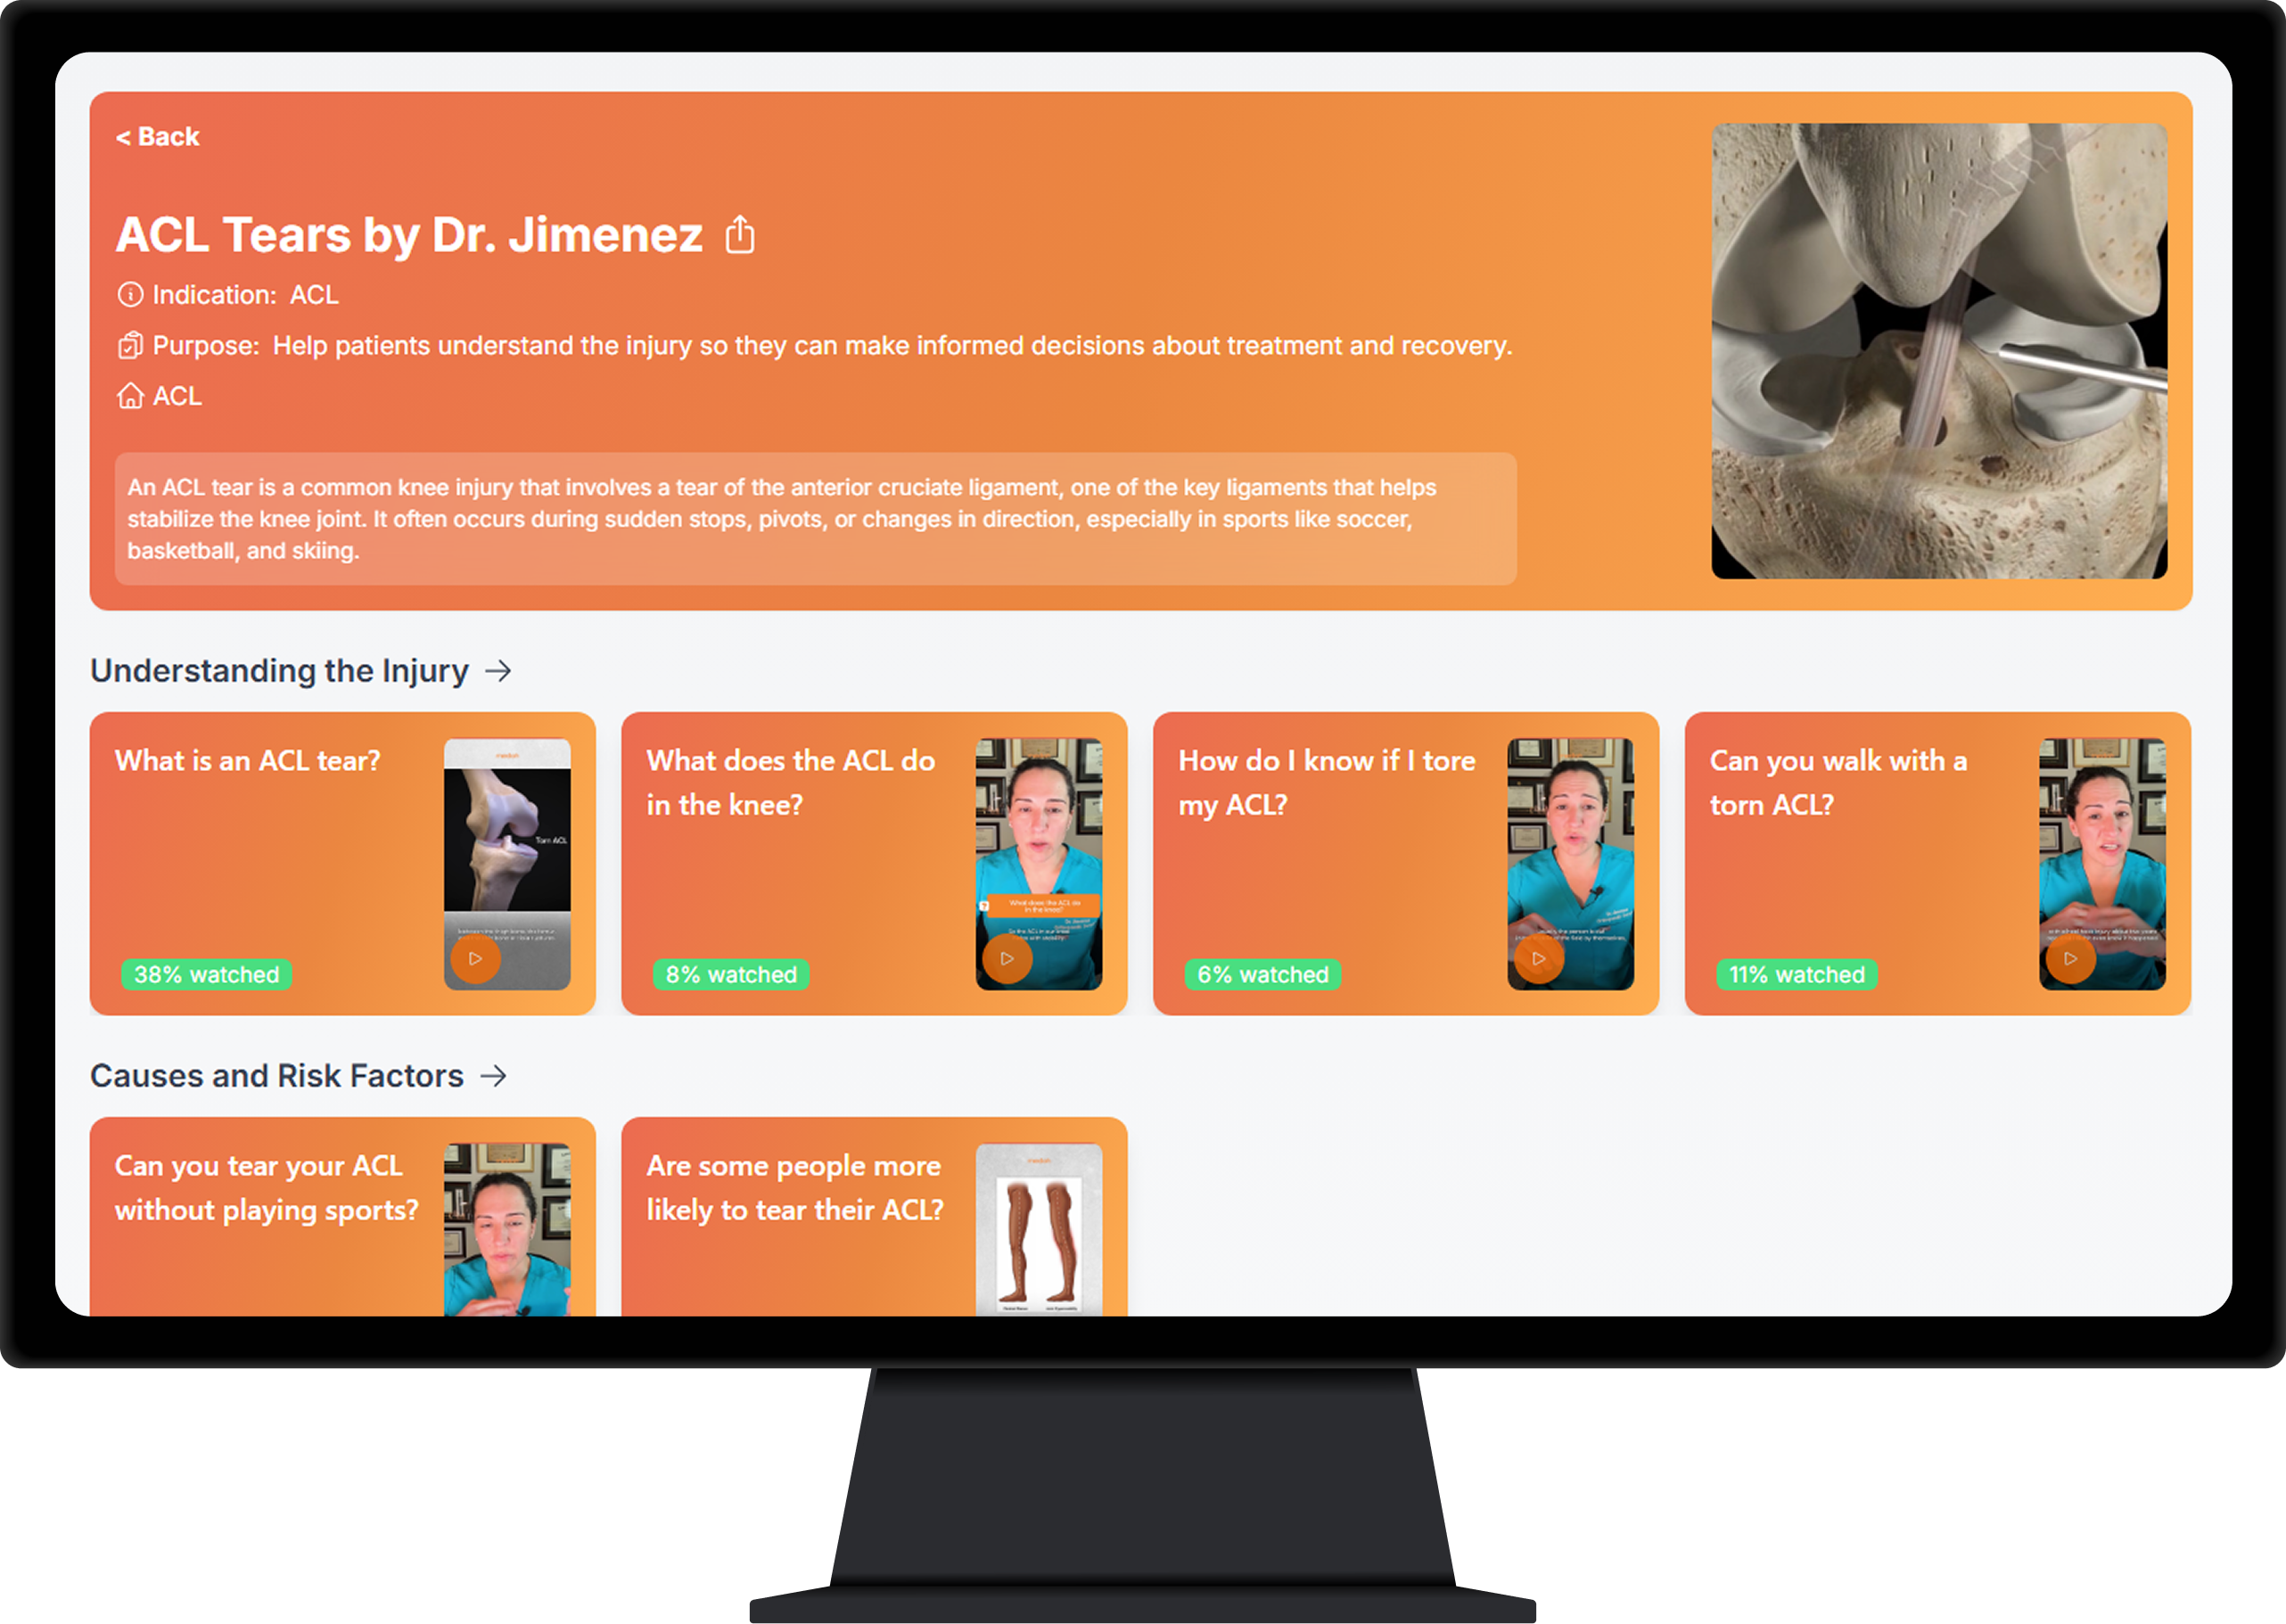 < Back
ACL Tears by Dr. Jimenez
Indication: ACL
Purpose: Help patients understand the injury so they can make informed decisions about treatment and recovery.
ACL
An ACL tear is a common knee injury that involves a tear of the anterior cruciate ligament, one of the key ligaments that helps
stabilize the knee joint. It often occurs during sudden stops, pivots, or changes in direction, especially in sports like soccer,
basketball, and skiing.
Understanding the Injury
What is an ACL tear?
Torn ACL
38% watched
What does the ACL do
in the knee?
What does the ACL do
in the knee?
8% watched
How do I know if I tore
my ACL?
6% watched
Can you walk with a
torn ACL?
11% watched
Causes and Risk Factors
Can you tear your ACL
without playing sports?
Are some people more
likely to tear their ACL?